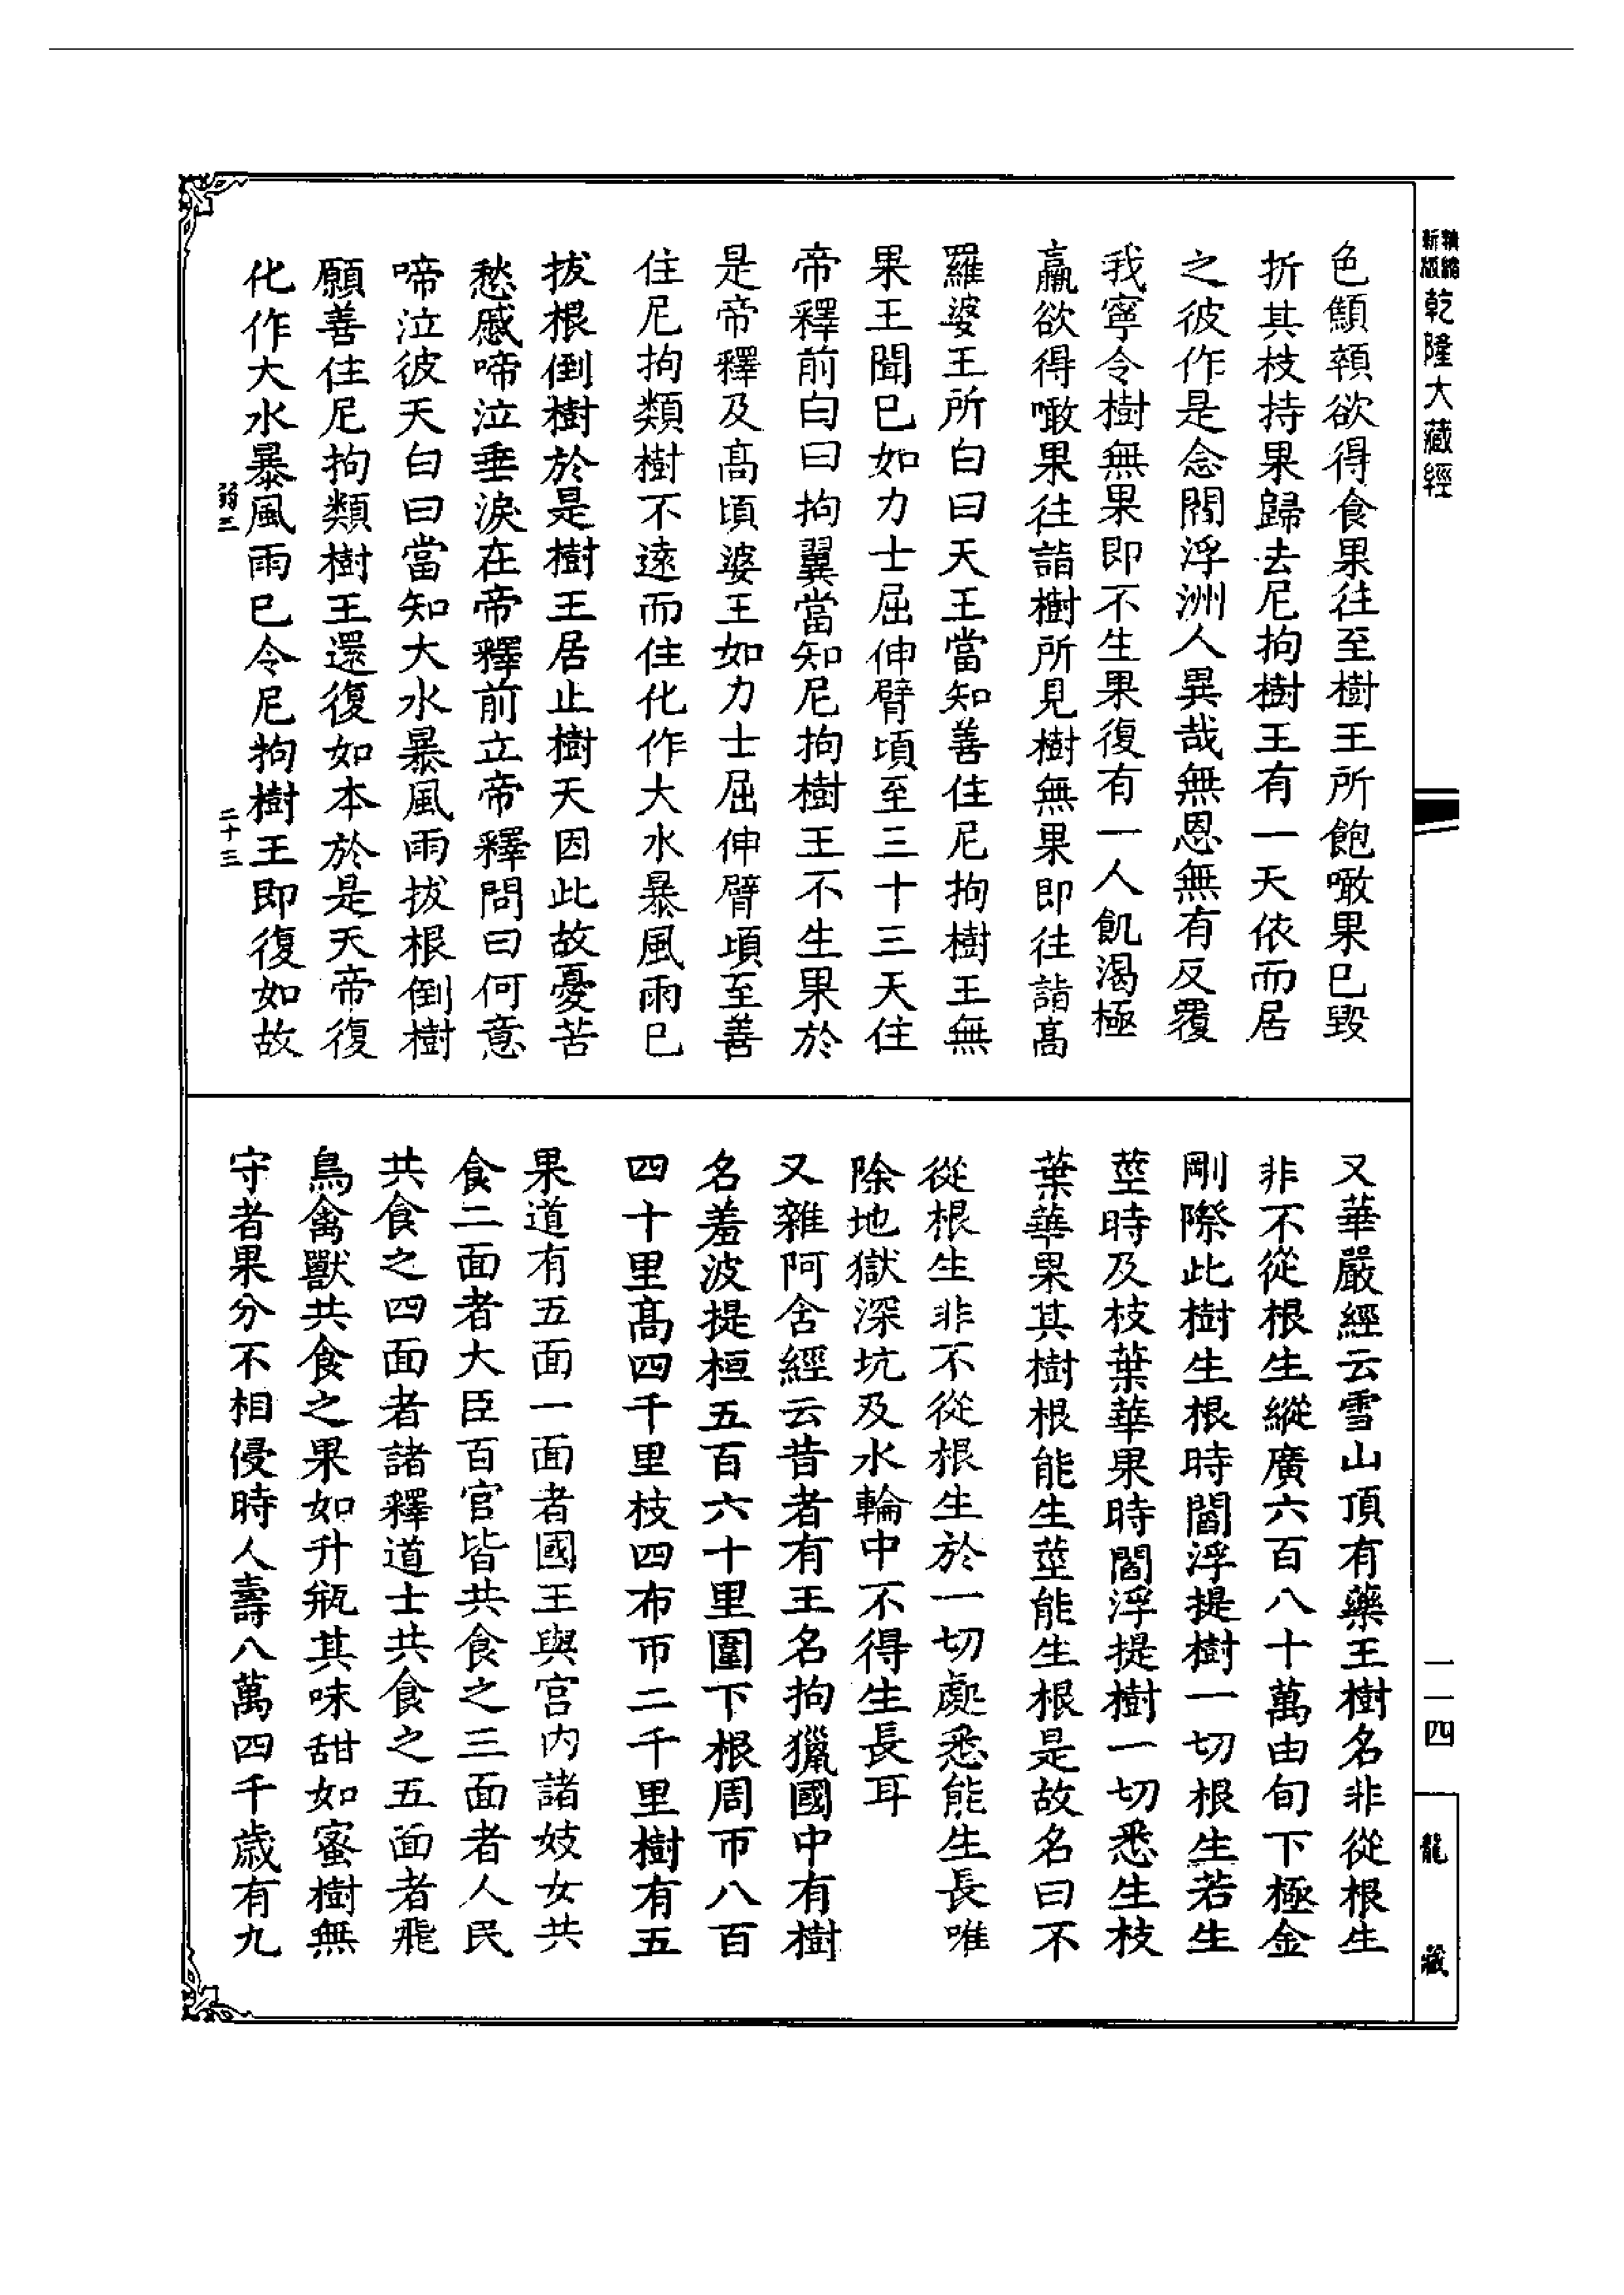 精縮
新版
乾隆大藏經
色顦顇欲得食果往至樹王所飽噉果已毀
折其枝持果歸去尼拘樹王有一天依而居
之彼作是念閻浮洲人異哉無恩無有反覆
我寧令樹無果即不生果復有一人飢渴極
羸欲得噉果往詣樹所見樹無果即往詣高
羅婆王所白曰天王當知善住尼拘樹王無
果王聞已如力士屈伸臂頃至三十三天住
帝釋前白曰拘翼當知尼拘樹王不生果於
是帝釋及高頃婆王如力士屈伸臂頃至善
住尼拘類樹不遠而住化作大水暴風雨已
拔根倒樹於是樹王居止樹天因此故憂苦
愁慼啼泣垂淚在帝釋前立帝釋問曰何意
啼泣彼天白曰當知大水暴風雨拔根倒樹
願善住尼拘類樹王還復如本於是天帝復
化作大水暴風雨已令尼拘樹王即復如故
弱三
二十三
又華嚴經云雪山頂有藥王樹名非從根生
非不從根生縱廣六百八十萬由旬下極金
剛際此樹生根時閻浮提樹一切根生若生
莖時及枝葉華果時閻浮提樹一切悉生枝
葉華果其樹根能生莖能生根是故名曰不
從根生非不從根生於一切處悉能生長唯
除地獄深坑及水輪中不得生長耳
又雜阿含經云昔者有王名拘獵國中有樹
名羞波提桓五百六十里圍下根周帀八百
四十里高四千里枝四布帀二千里樹有五
果道有五面一面者國王與宮內諸妓女共
食二面者大臣百官皆共食之三面者人民
共食之四面者諸釋道士共食之五面者飛
鳥禽獸共食之果如升瓶其味甜如蜜樹無
守者果分不相侵時人壽八萬四千歲有九
一一四
龍藏